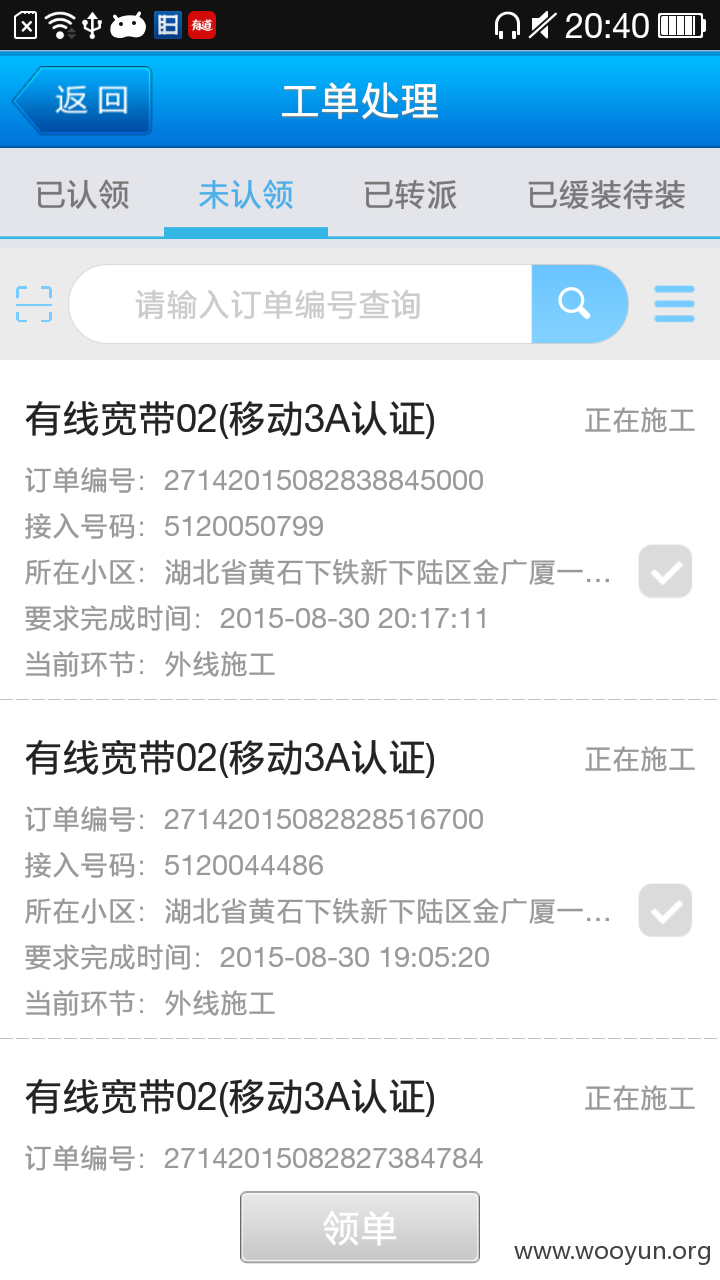 有道 20:40
返回 工单处理
已认领 未认领 已转派 已缓装待装
请输入订单编号查询
有线宽带02(移动3A认证) 正在施工
订单编号：27142015082838845000
接入号码：5120050799
所在小区：湖北省黄石下铁新下陆区金广厦一...
要求完成时间：2015-08-30 20:17:11
当前环节：外线施工
有线宽带02(移动3A认证) 正在施工
订单编号：27142015082828516700
接入号码：5120044486
所在小区：湖北省黄石下铁新下陆区金广厦一...
要求完成时间：2015-08-30 19:05:20
当前环节：外线施工
有线宽带02(移动3A认证) 正在施工
订单编号：27142015082827384784
领单
www.wooyun.org